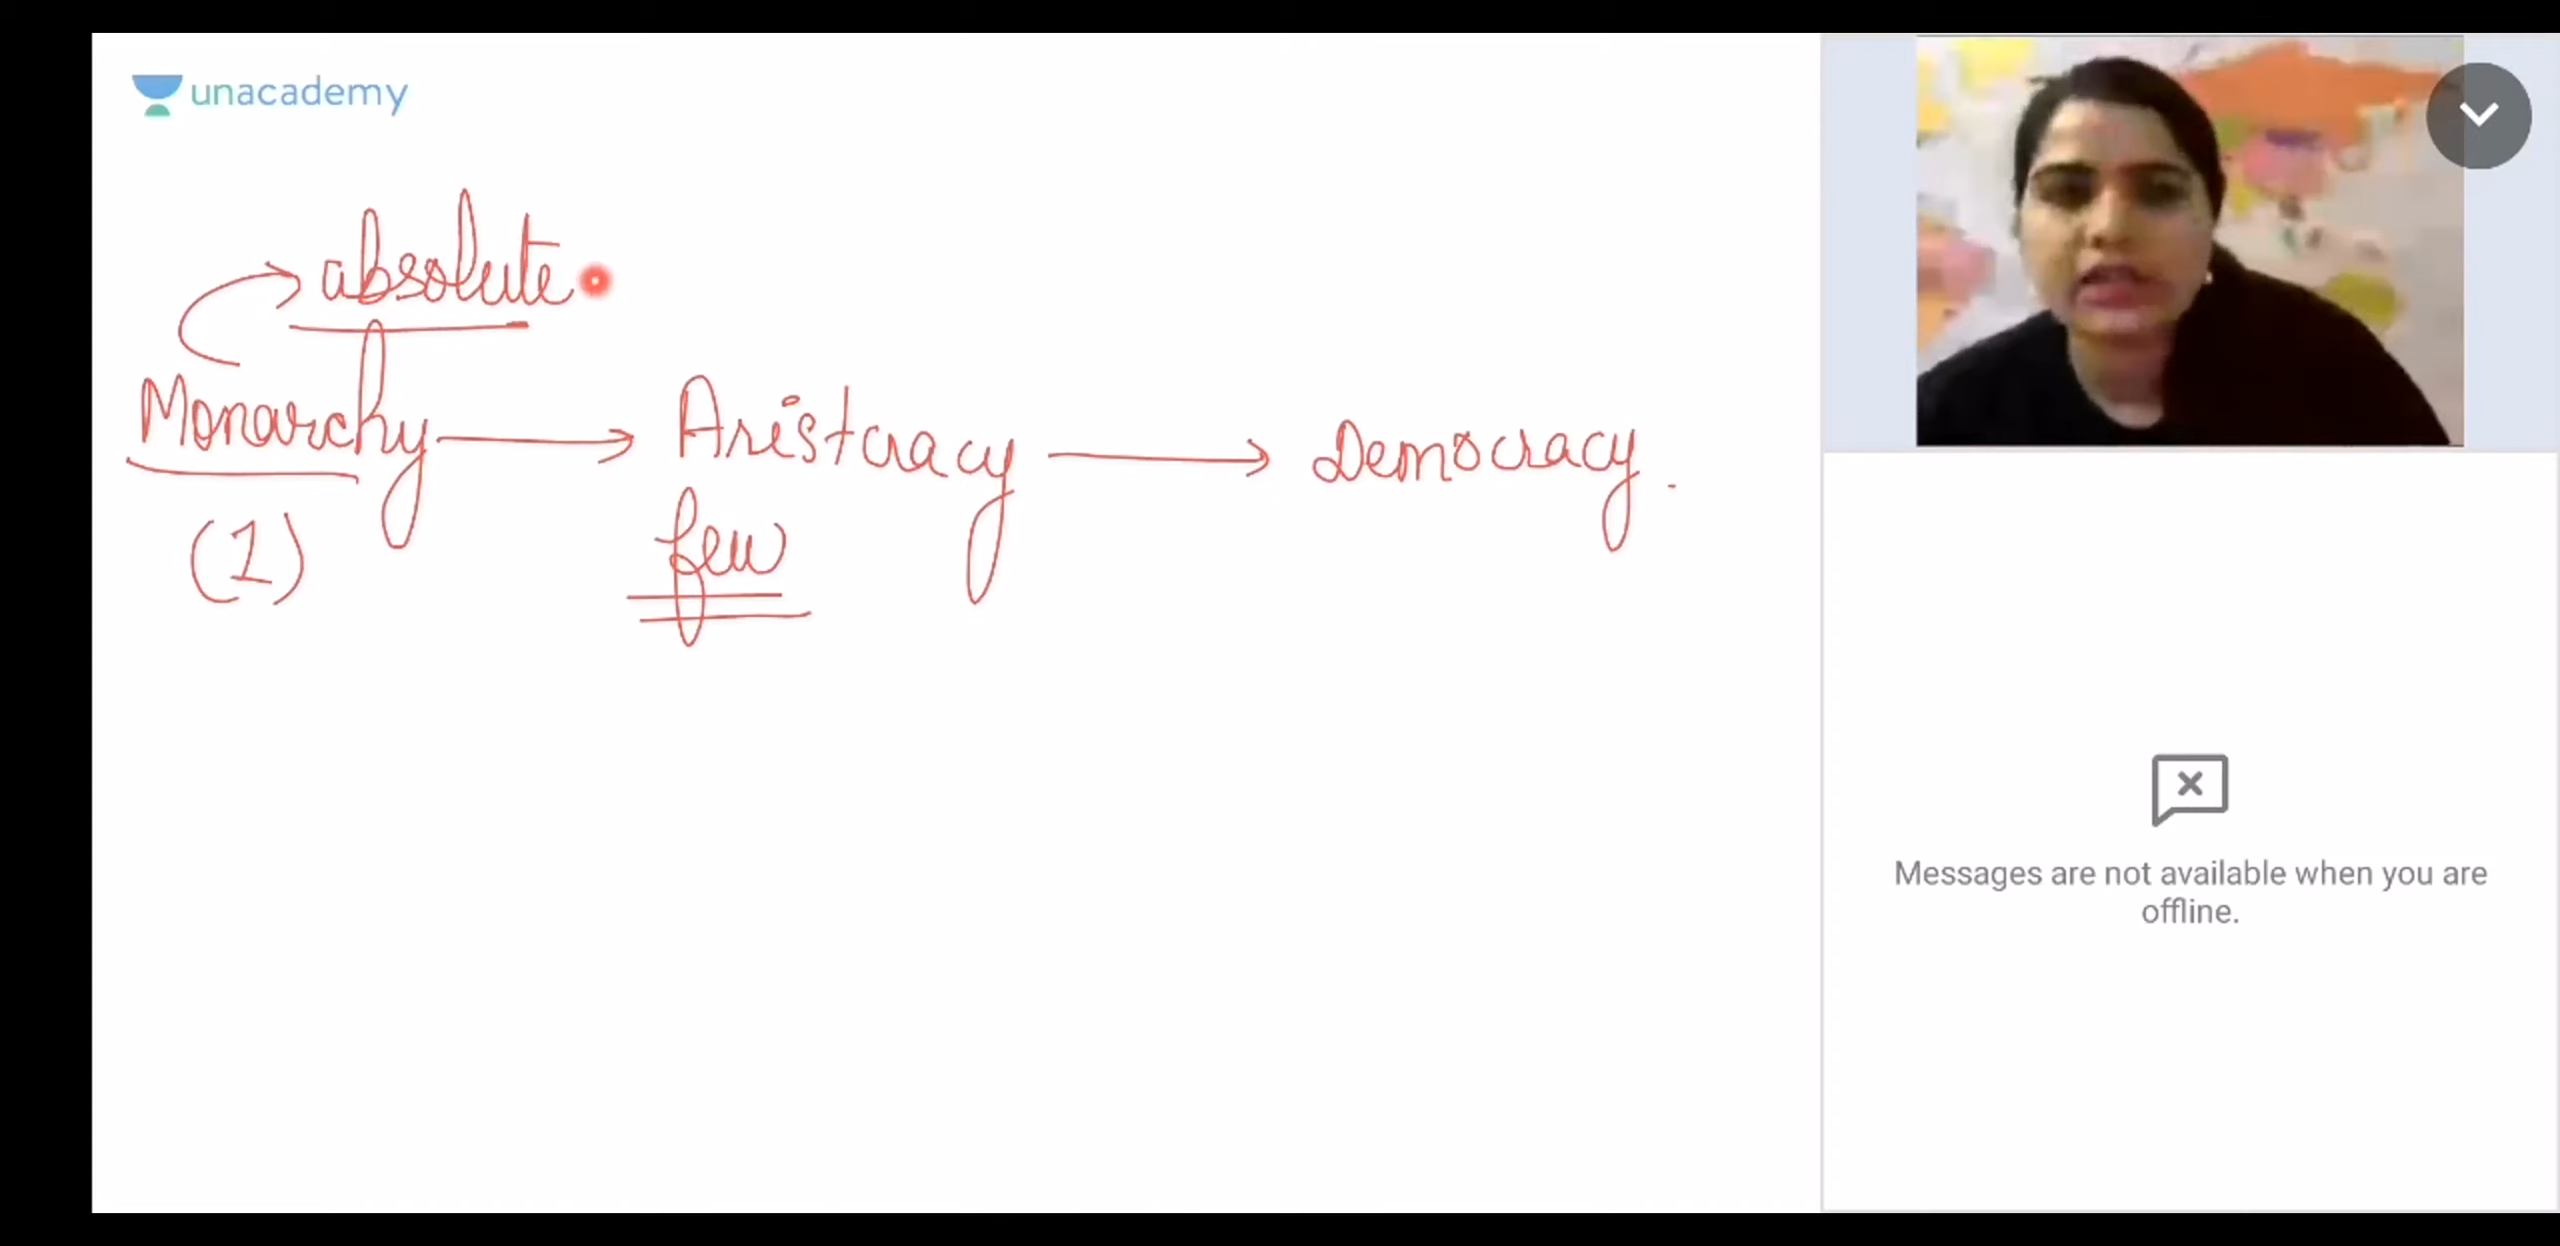 unacademy
absolute
Monarchy → Aristcracy → Democracy.
(1)
few
Messages are not available when you are
offline.